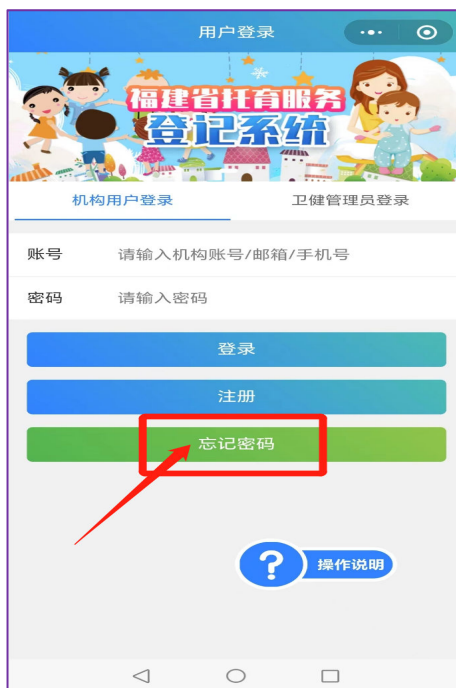 用户登录
福建省托育服务
登记系统
机构用户登录
卫健管理员登录
账号 请输入机构账号/邮箱/手机号
密码 请输入密码
登录
注册
忘记密码
? 操作说明